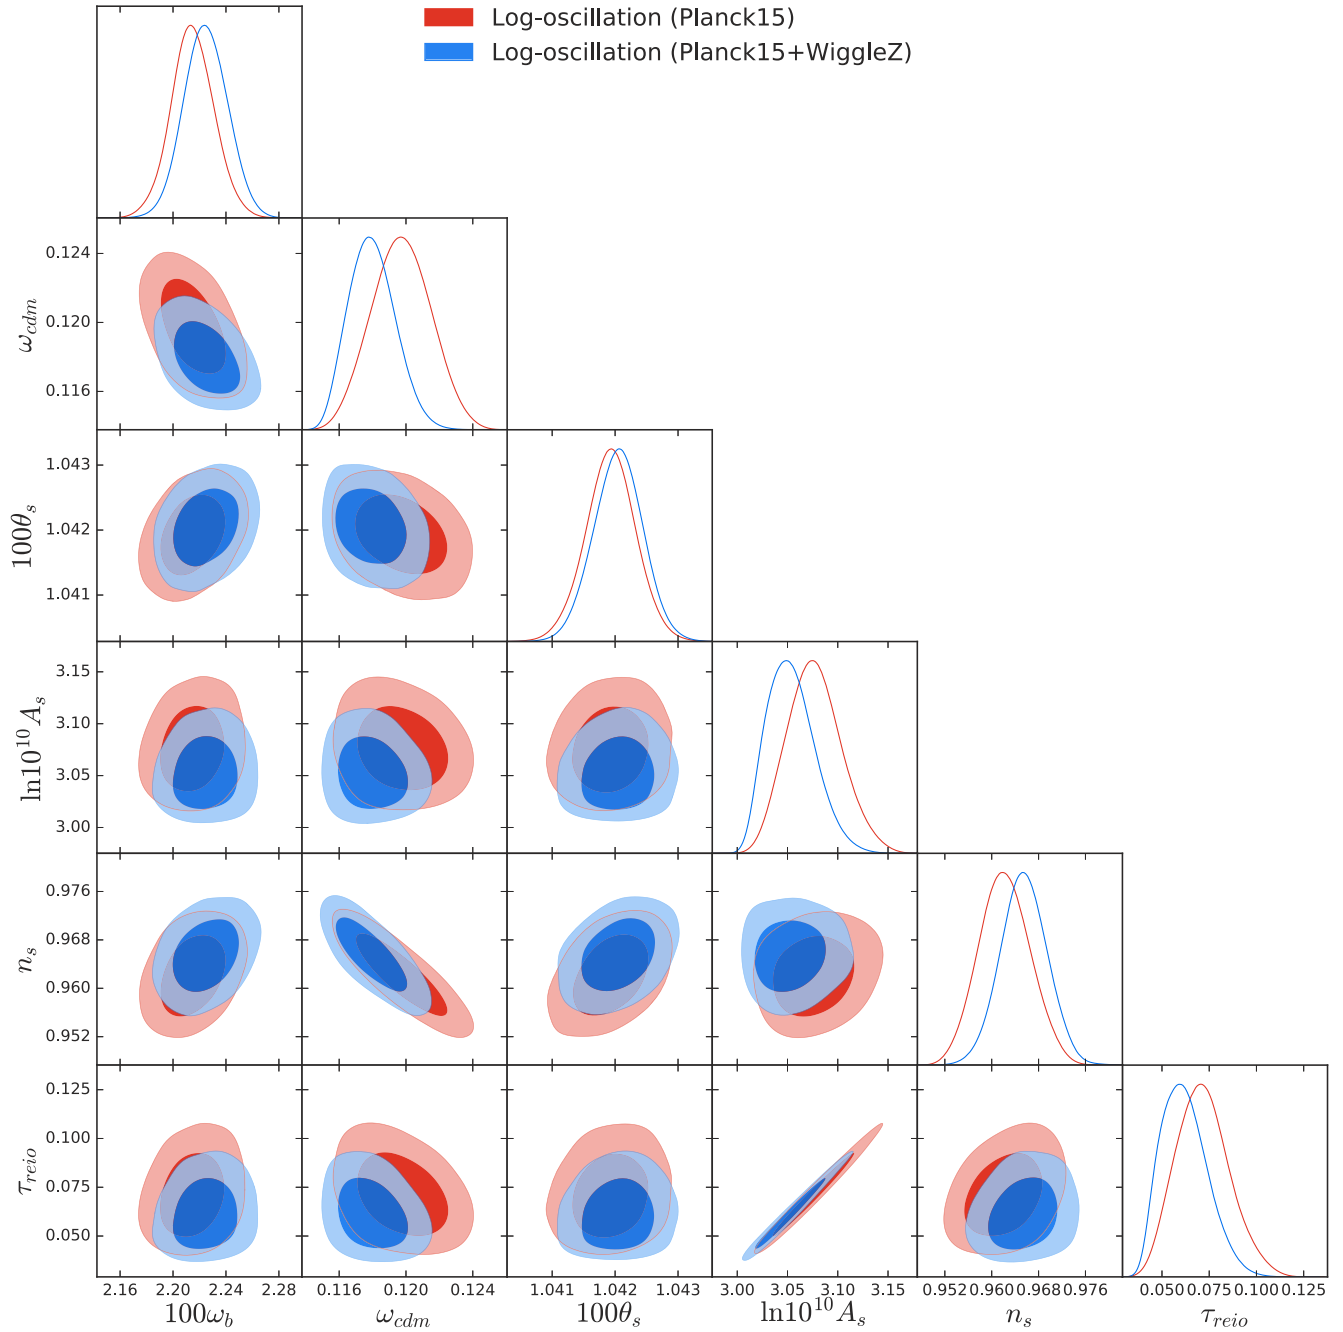 Log-oscillation (Planck15)
Log-oscillation (Planck15+WiggleZ)
0.124
0.120
0.116
ω_cdm
1.043
1.042
1.041
100θ_s
3.15
3.10
3.05
3.00
ln10^10 A_s
0.976
0.968
0.960
0.952
n_s
0.125
0.100
0.075
0.050
τ_reio
2.16 2.20 2.24 2.28 0.116 0.120 0.124 1.041 1.042 1.043 3.00 3.05 3.10 3.15 0.952 0.960 0.968 0.976 0.050 0.075 0.100 0.125
100ω_b ω_cdm 100θ_s ln10^10 A_s n_s τ_reio